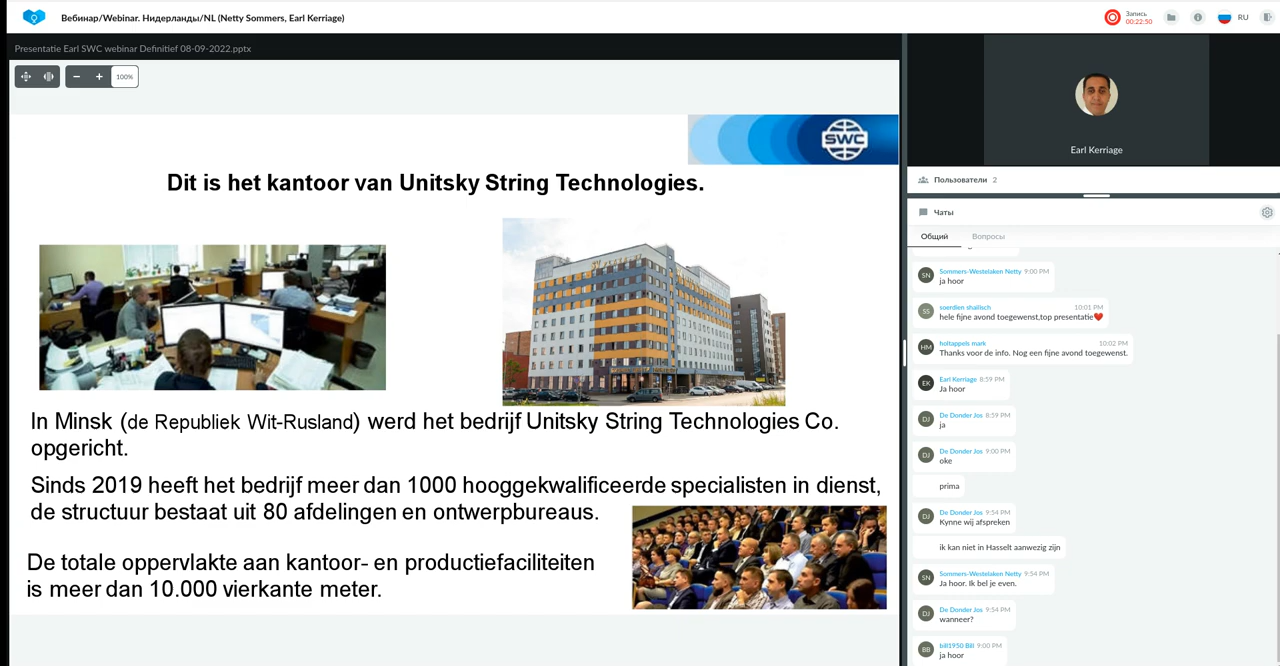 Вебинар/Webinar. Нидерланды/NL (Netty Sommers, Earl Kerriage)
Запись
00:22:50
RU
Presentatie Earl SWC webinar Definitief 08-09-2022.pptx
100%
SWC
Dit is het kantoor van Unitsky String Technologies.
In Minsk (de Republiek Wit-Rusland) werd het bedrijf Unitsky String Technologies Co.
opgericht.
Sinds 2019 heeft het bedrijf meer dan 1000 hooggekwalificeerde specialisten in dienst,
de structuur bestaat uit 80 afdelingen en ontwerpbureaus.
De totale oppervlakte aan kantoor- en productiefaciliteiten
is meer dan 10.000 vierkante meter.
Earl Kerriage
Пользователи 2
Чаты
Общий Вопросы
SN Sommers-Westelaken Netty 9:00 PM
ja hoor
SS soerdien shailisch 10:01 PM
hele fijne avond toegewenst,top presentatie❤️
HM holtappels mark 10:02 PM
Thanks voor de info. Nog een fijne avond toegewenst.
EK Earl Kerriage 8:59 PM
Ja hoor
DJ De Donder Jos 8:59 PM
ja
DJ De Donder Jos 9:00 PM
oke
prima
DJ De Donder Jos 9:54 PM
Kynne wij afspreken
ik kan niet in Hasselt aanwezig zijn
SN Sommers-Westelaken Netty 9:54 PM
Ja hoor. Ik bel je even.
DJ De Donder Jos 9:54 PM
wanneer?
BB bill1950 Bill 9:00 PM
ja hoor